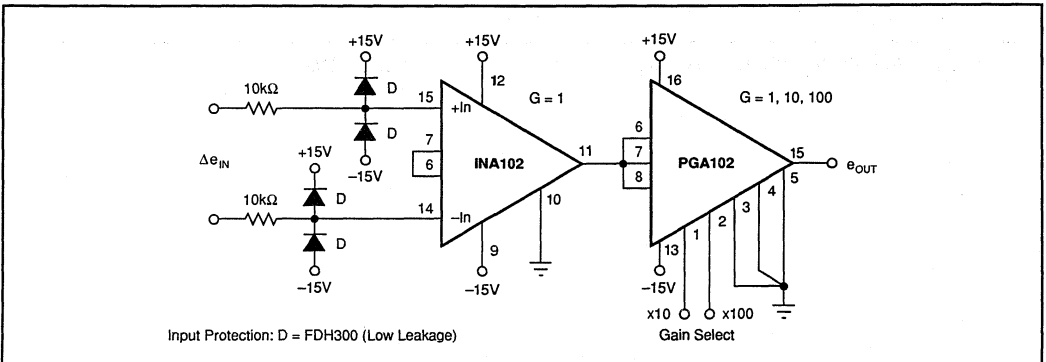 +15V
+15V
+15V
10kΩ
D
12
16
G = 1
G = 1, 10, 100
15
+In
D
7
6
–15V
INA102
11
6
7
8
PGA102
15
e_OUT
Δe_IN
+15V
10kΩ
D
14
–In
D
–15V
9
–15V
10
13
–15V
1
2
3
4
5
x10
x100
Gain Select
Input Protection: D = FDH300 (Low Leakage)